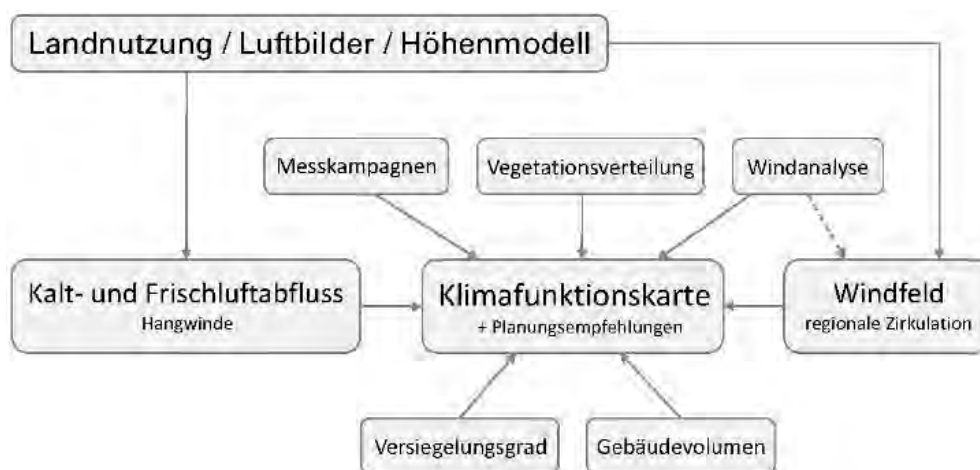 Landnutzung / Luftbilder / Höhenmodell
Messkampagnen
Vegetationsverteilung
Windanalyse
Kalt- und Frischluftabfluss
Hangwinde
Klimafunktionskarte
+ Planungsempfehlungen
Windfeld
regionale Zirkulation
Versiegelungsgrad
Gebäudevolumen